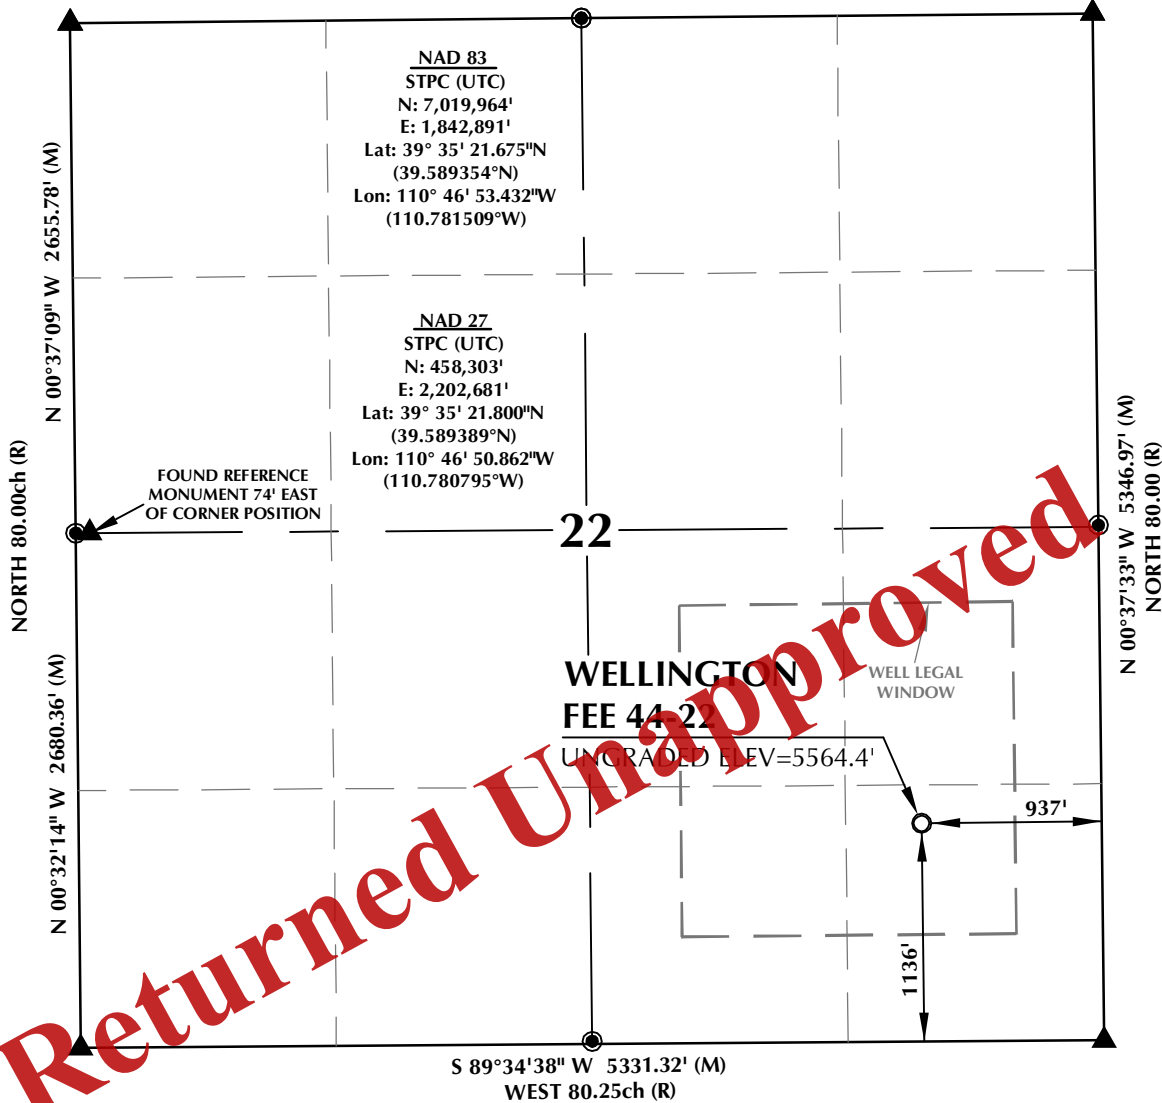 NAD 83
STPC (UTC)
N: 7,019,964'
E: 1,842,891'
Lat: 39° 35' 21.675"N
(39.589354°N)
Lon: 110° 46' 53.432"W
(110.781509°W)
NAD 27
STPC (UTC)
N: 458,303'
E: 2,202,681'
Lat: 39° 35' 21.800"N
(39.589389°N)
Lon: 110° 46' 50.862"W
(110.780795°W)
N 00°37'09" W 2655.78' (M)
NORTH 80.00ch (R)
N 00°32'14" W 2680.36' (M)
FOUND REFERENCE
MONUMENT 74' EAST
OF CORNER POSITION
22
N 00°37'33" W 5346.97' (M)
NORTH 80.00 (R)
WELL LEGAL
WINDOW
WELLINGTON
FEE 44-22
UNGRADED ELEV=5564.4'
937'
1136'
S 89°34'38" W 5331.32' (M)
WEST 80.25ch (R)
Returned Unapproved